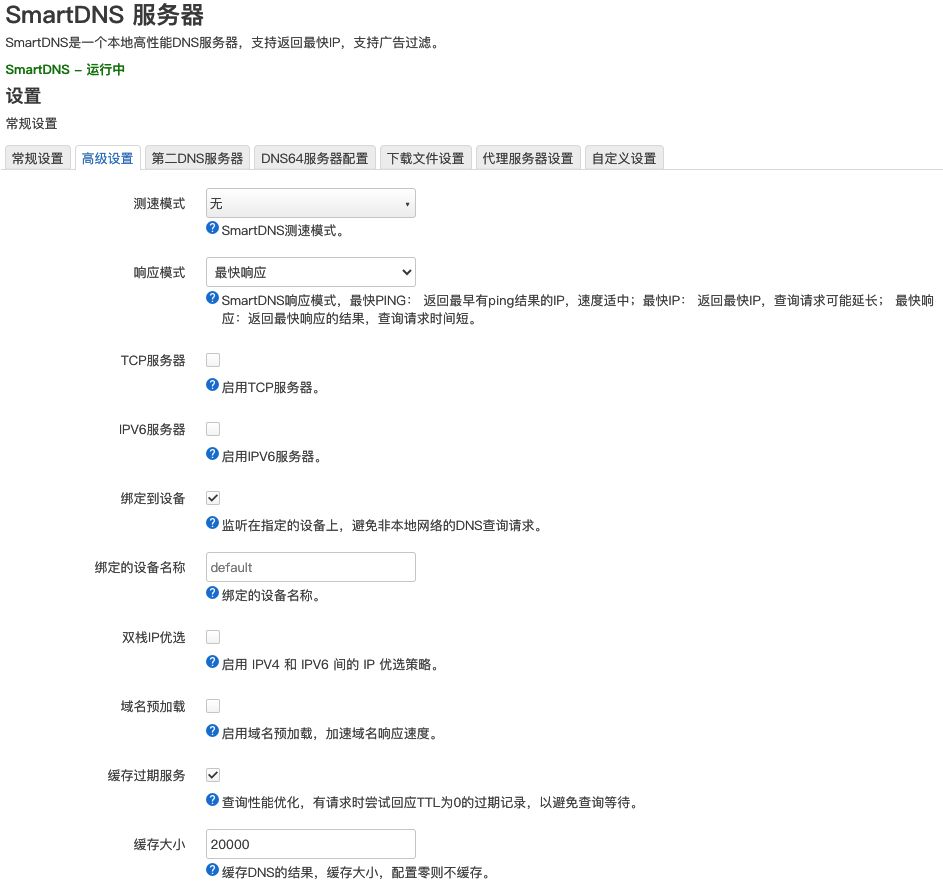 SmartDNS 服务器
SmartDNS是一个本地高性能DNS服务器，支持返回最快IP，支持广告过滤。
SmartDNS – 运行中
设置
常规设置
常规设置 高级设置 第二DNS服务器 DNS64服务器配置 下载文件设置 代理服务器设置 自定义设置
测速模式 无
SmartDNS测速模式。
响应模式 最快响应
SmartDNS响应模式，最快PING： 返回最早有ping结果的IP，速度适中；最快IP： 返回最快IP，查询请求可能延长； 最快响
应：返回最快响应的结果，查询请求时间短。
TCP服务器
启用TCP服务器。
IPV6服务器
启用IPV6服务器。
绑定到设备
监听在指定的设备上，避免非本地网络的DNS查询请求。
绑定的设备名称 default
绑定的设备名称。
双栈IP优选
启用 IPV4 和 IPV6 间的 IP 优选策略。
域名预加载
启用域名预加载，加速域名响应速度。
缓存过期服务
查询性能优化，有请求时尝试回应TTL为0的过期记录，以避免查询等待。
缓存大小 20000
缓存DNS的结果，缓存大小，配置零则不缓存。